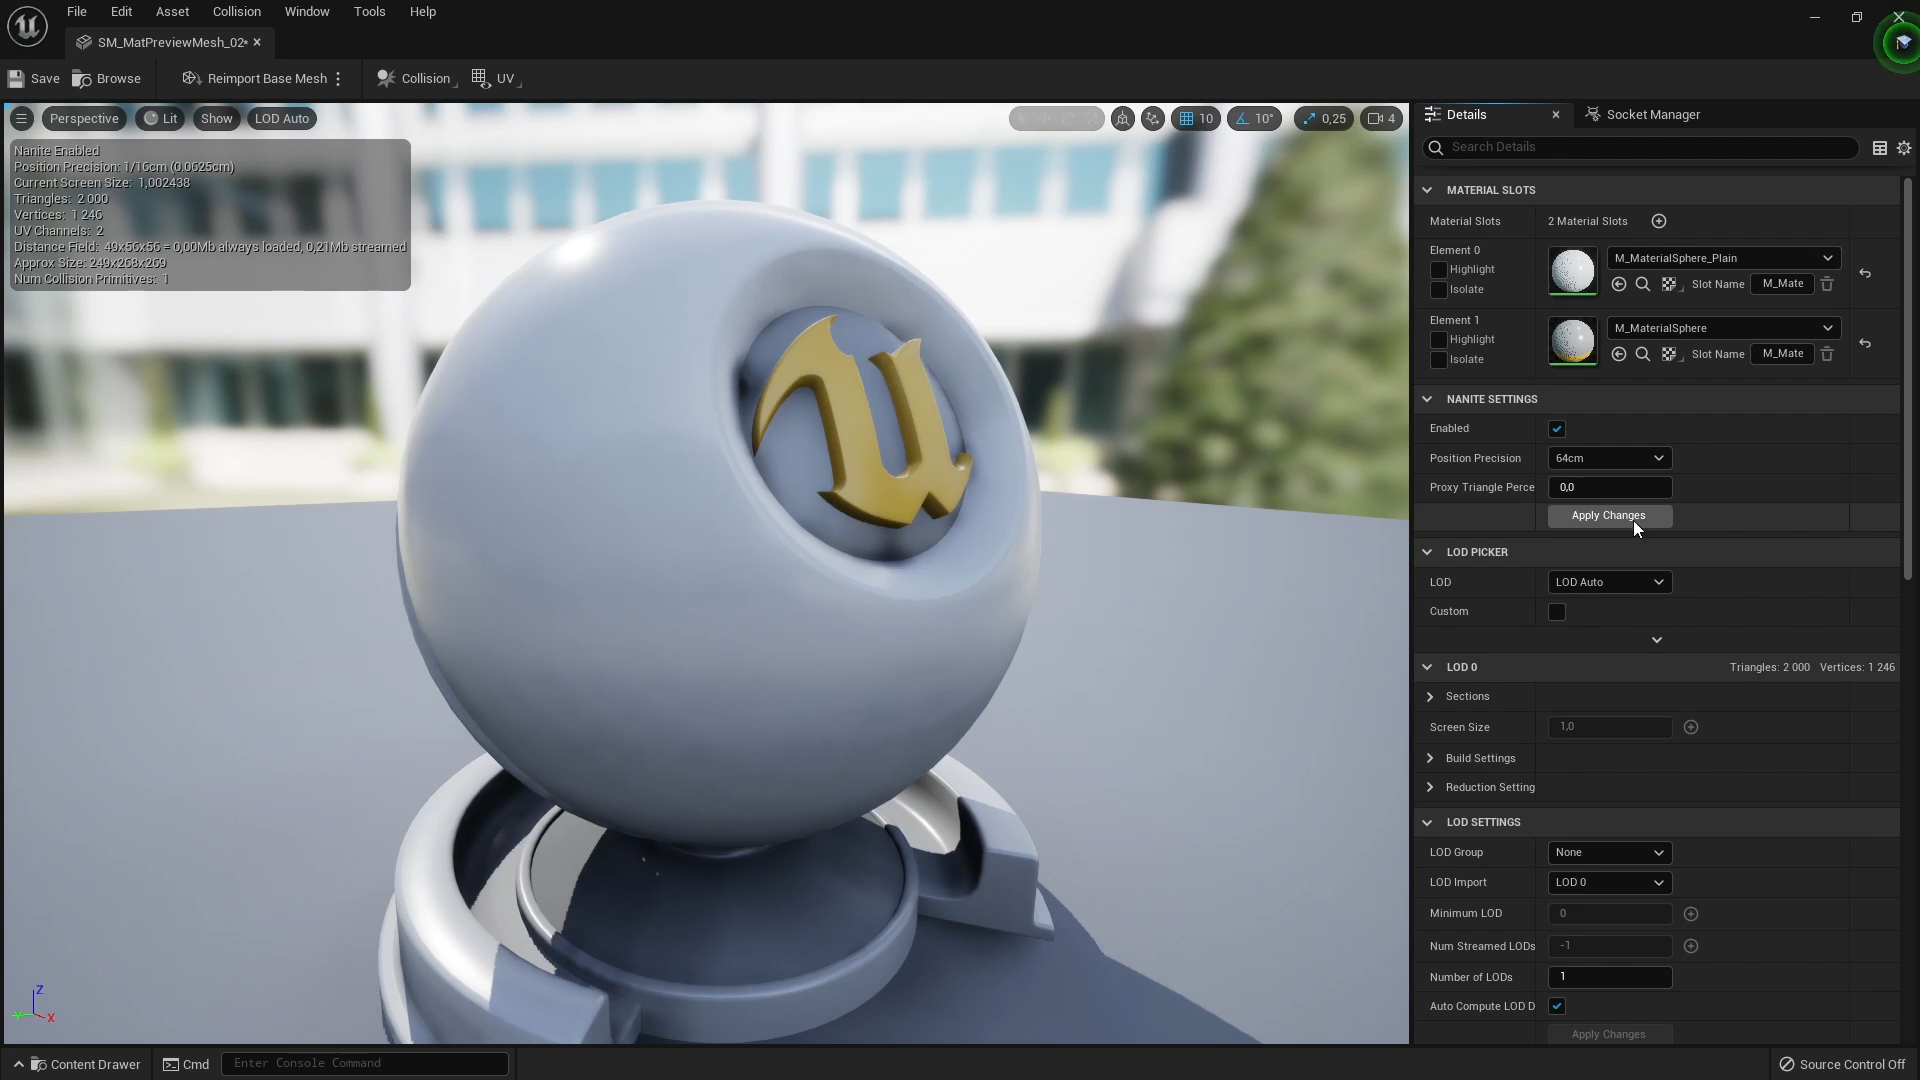 File Edit Asset Collision Window Tools Help
SM_MatPreviewMesh_02*
Save Browse Reimport Base Mesh Collision UV
Perspective Lit Show LOD Auto 10 10° 0,25 4
Nanite Enabled
Position Precision: 1/16cm (0.0625cm)
Current Screen Size: 1,002438
Triangles: 2 000
Vertices: 1 246
UV Channels: 2
Distance Field: 49x56x56 = 0,00Mb always loaded, 0,21Mb streamed
Approx Size: 249x268x269
Num Collision Primitives: 1
Z
Y X
Details Socket Manager
Search Details
MATERIAL SLOTS
Material Slots 2 Material Slots
Element 0 M_MaterialSphere_Plain
Highlight
Isolate Slot Name M_Mate
Element 1 M_MaterialSphere
Highlight
Isolate Slot Name M_Mate
NANITE SETTINGS
Enabled
Position Precision 64cm
Proxy Triangle Perce 0,0
Apply Changes
LOD PICKER
LOD LOD Auto
Custom
LOD 0 Triangles: 2 000 Vertices: 1 246
Sections
Screen Size 1,0
Build Settings
Reduction Setting
LOD SETTINGS
LOD Group None
LOD Import LOD 0
Minimum LOD 0
Num Streamed LODs -1
Number of LODs 1
Auto Compute LOD D
Apply Changes
Content Drawer Cmd Enter Console Command Source Control Off